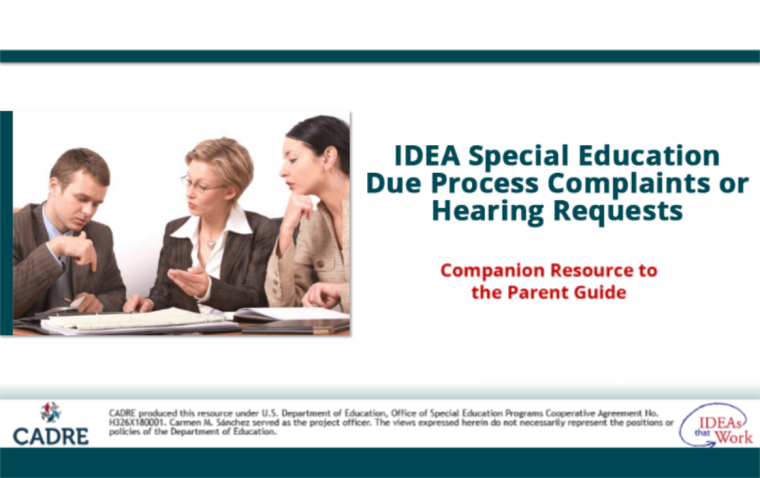 IDEA Special Education
Due Process Complaints or
Hearing Requests
Companion Resource to
the Parent Guide
CADRE
CADRE produced this resource under U.S. Department of Education, Office of Special Education Programs Cooperative Agreement No.
H326X180001. Carmen M. Sánchez served as the project officer. The views expressed herein do not necessarily represent the positions or
policies of the Department of Education.
IDEAs
that Work